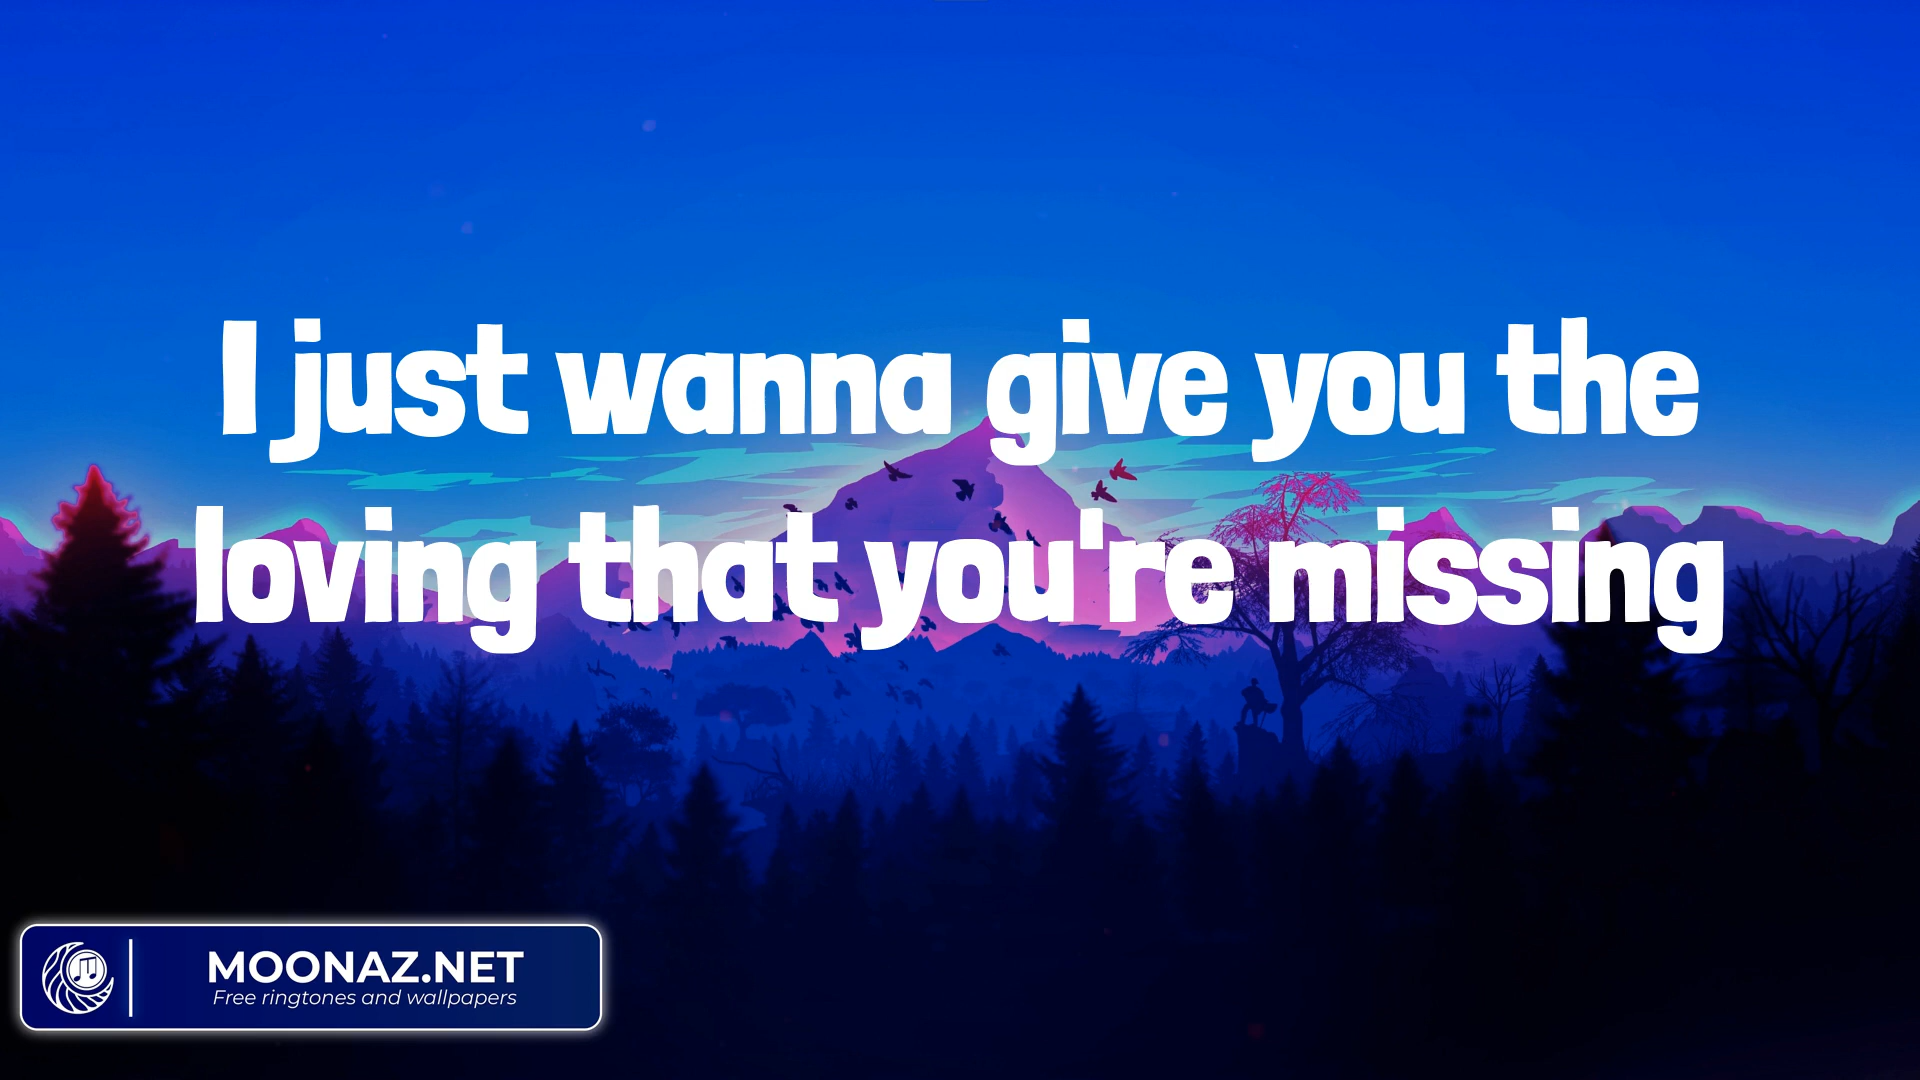 I just wanna give you the
loving that you're missing
MOONAZ.NET
Free ringtones and wallpapers